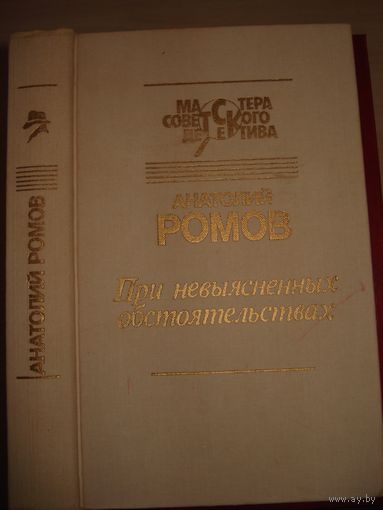 МАСТЕРА
СОВЕТСКОГО
ДЕТЕКТИВА
АНАТОЛИЙ
РОМОВ
При невыясненных
обстоятельствах
АНАТОЛИЙ РОМОВ
www.ay.by